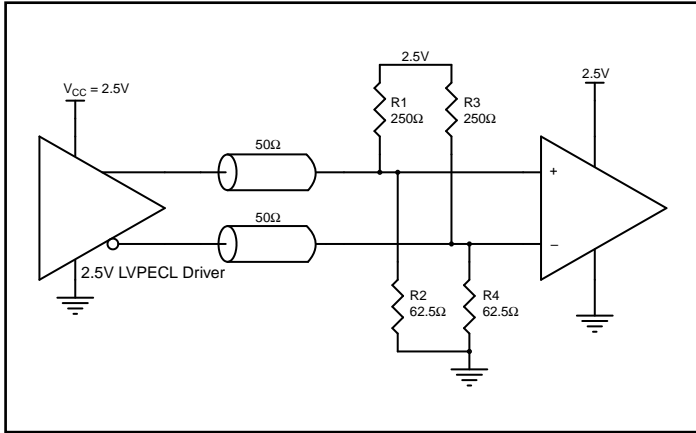 2.5V
V_CC = 2.5V
2.5V
R1
250Ω
R3
250Ω
50Ω
+
50Ω
−
2.5V LVPECL Driver
R2
62.5Ω
R4
62.5Ω